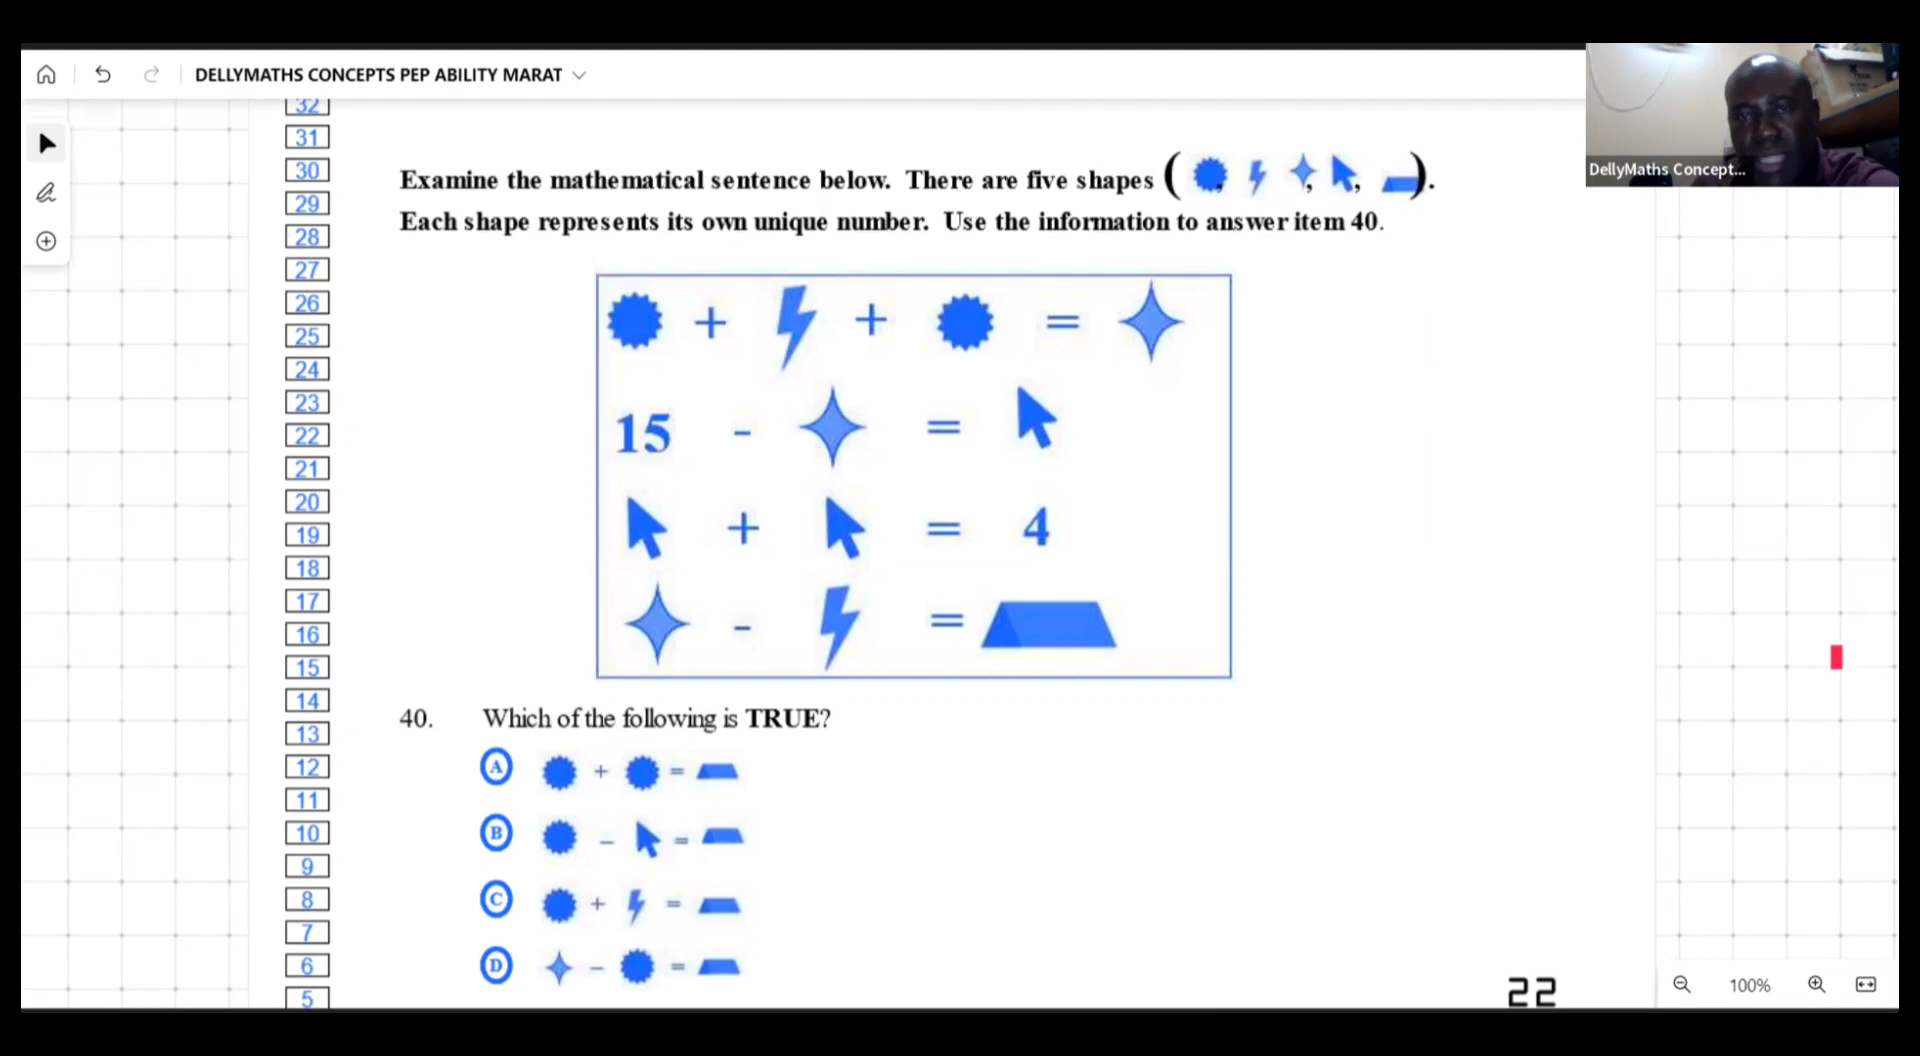 DELLYMATHS CONCEPTS PEP ABILITY MARAT
DellyMaths Concept...
32
31
30
29
28
27
26
25
24
23
22
21
20
19
18
17
16
15
14
13
12
11
10
9
8
7
6
5
Examine the mathematical sentence below. There are five shapes ( , , , ).
Each shape represents its own unique number. Use the information to answer item 40.
+ + =
15 - =
+ = 4
- =
40. Which of the following is TRUE?
A + =
B - =
C + =
D - =
22
100%